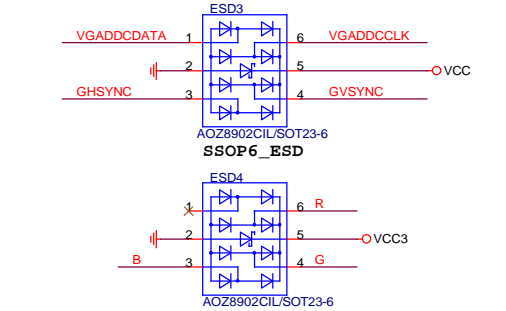 ESD3
VGADDCDATA 1 6 VGADDCCLK
2 5 VCC
GHSYNC 3 4 GVSYNC
AOZ8902CIL/SOT23-6
SSOP6_ESD
ESD4
1 6 R
2 5 VCC3
B 3 4 G
AOZ8902CIL/SOT23-6